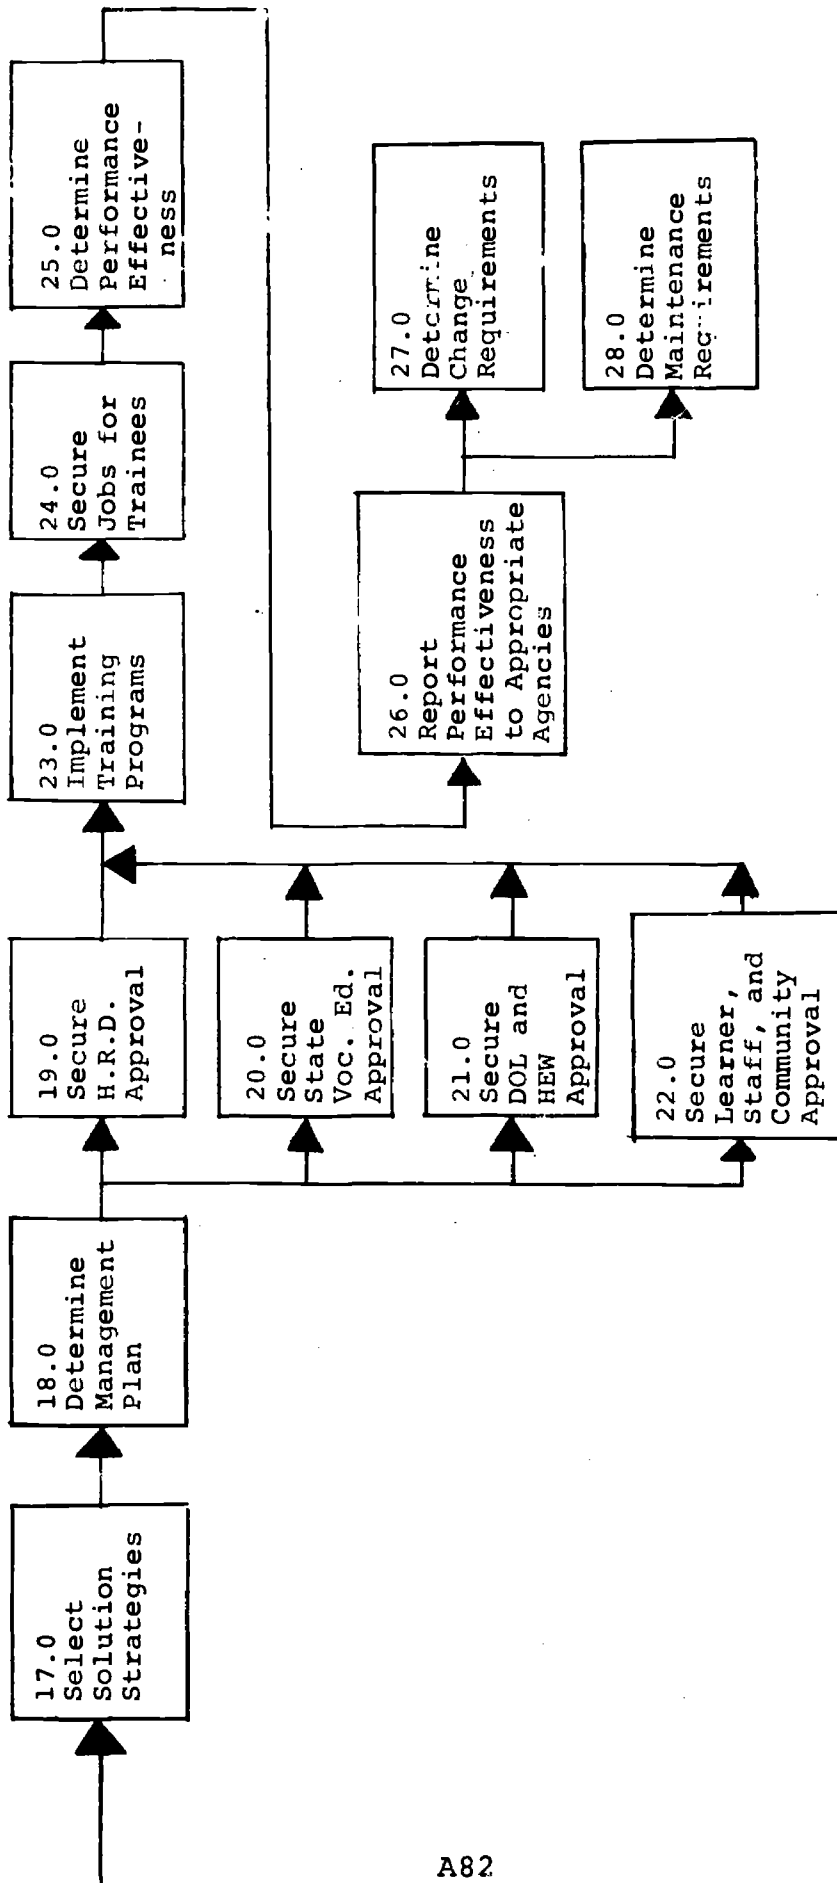 17.0
Select
Solution
Strategies
18.0
Determine
Management
Plan
19.0
Secure
H.R.D.
Approval
20.0
Secure
State
Voc. Ed.
Approval
21.0
Secure
DOL and
HEW
Approval
22.0
Secure
Learner,
Staff, and
Community
Approval
23.0
Implement
Training
Programs
24.0
Secure
Jobs for
Trainees
25.0
Determine
Performance
Effective-
ness
26.0
Report
Performance
Effectiveness
to Appropriate
Agencies
27.0
Determine
Change
Requirements
28.0
Determine
Maintenance
Requirements
A82